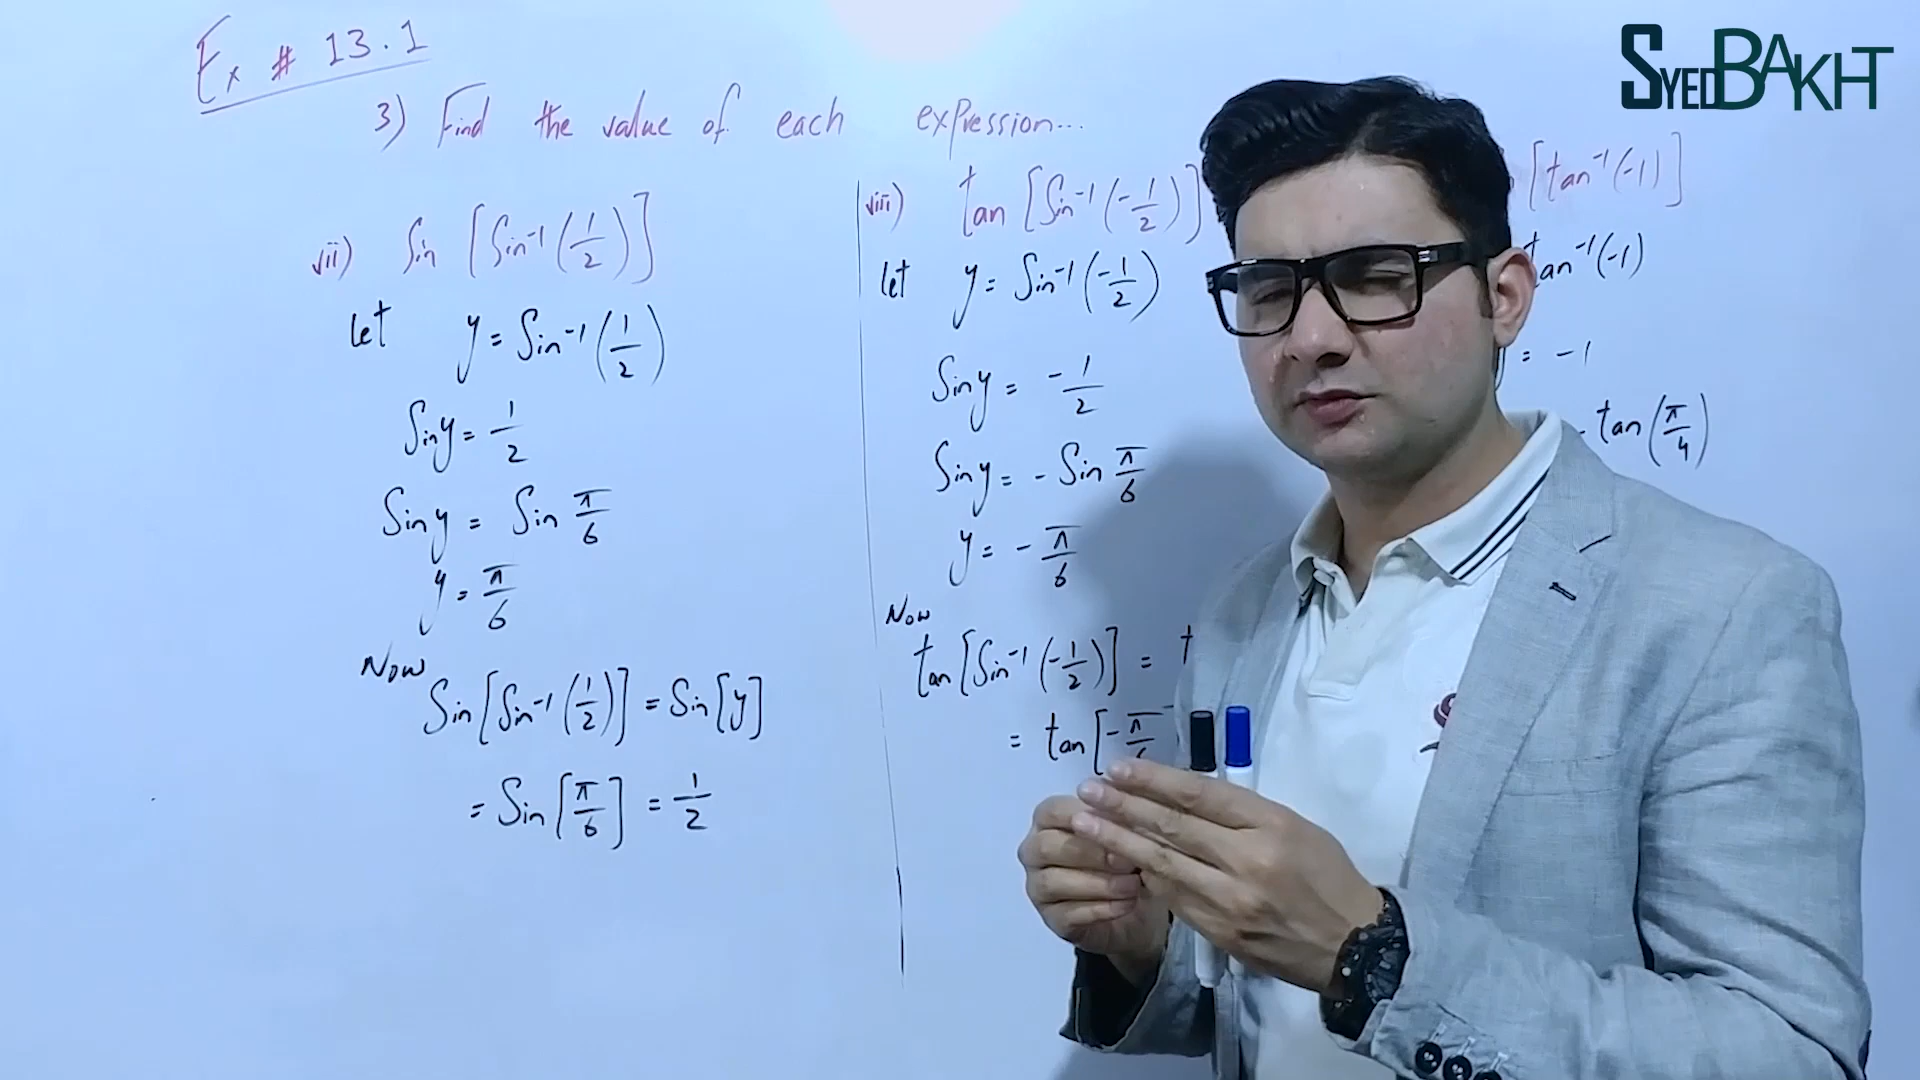 SYED BAKHT
Ex # 13.1
3) Find the value of each expression...
vii) Sin [Sin⁻¹(1/2)]
let y = Sin⁻¹(1/2)
Sin y = 1/2
Sin y = Sin π/6
y = π/6
Now
Sin[Sin⁻¹(1/2)] = Sin[y]
= Sin[π/6] = 1/2
viii) tan [Sin⁻¹(-1/2)]
let y = Sin⁻¹(-1/2)
Sin y = -1/2
Sin y = - Sin π/6
y = - π/6
Now
tan[Sin⁻¹(-1/2)] = t
= tan[-π/6
[tan⁻¹(-1)]
tan⁻¹(-1)
= -1
- tan(π/4)